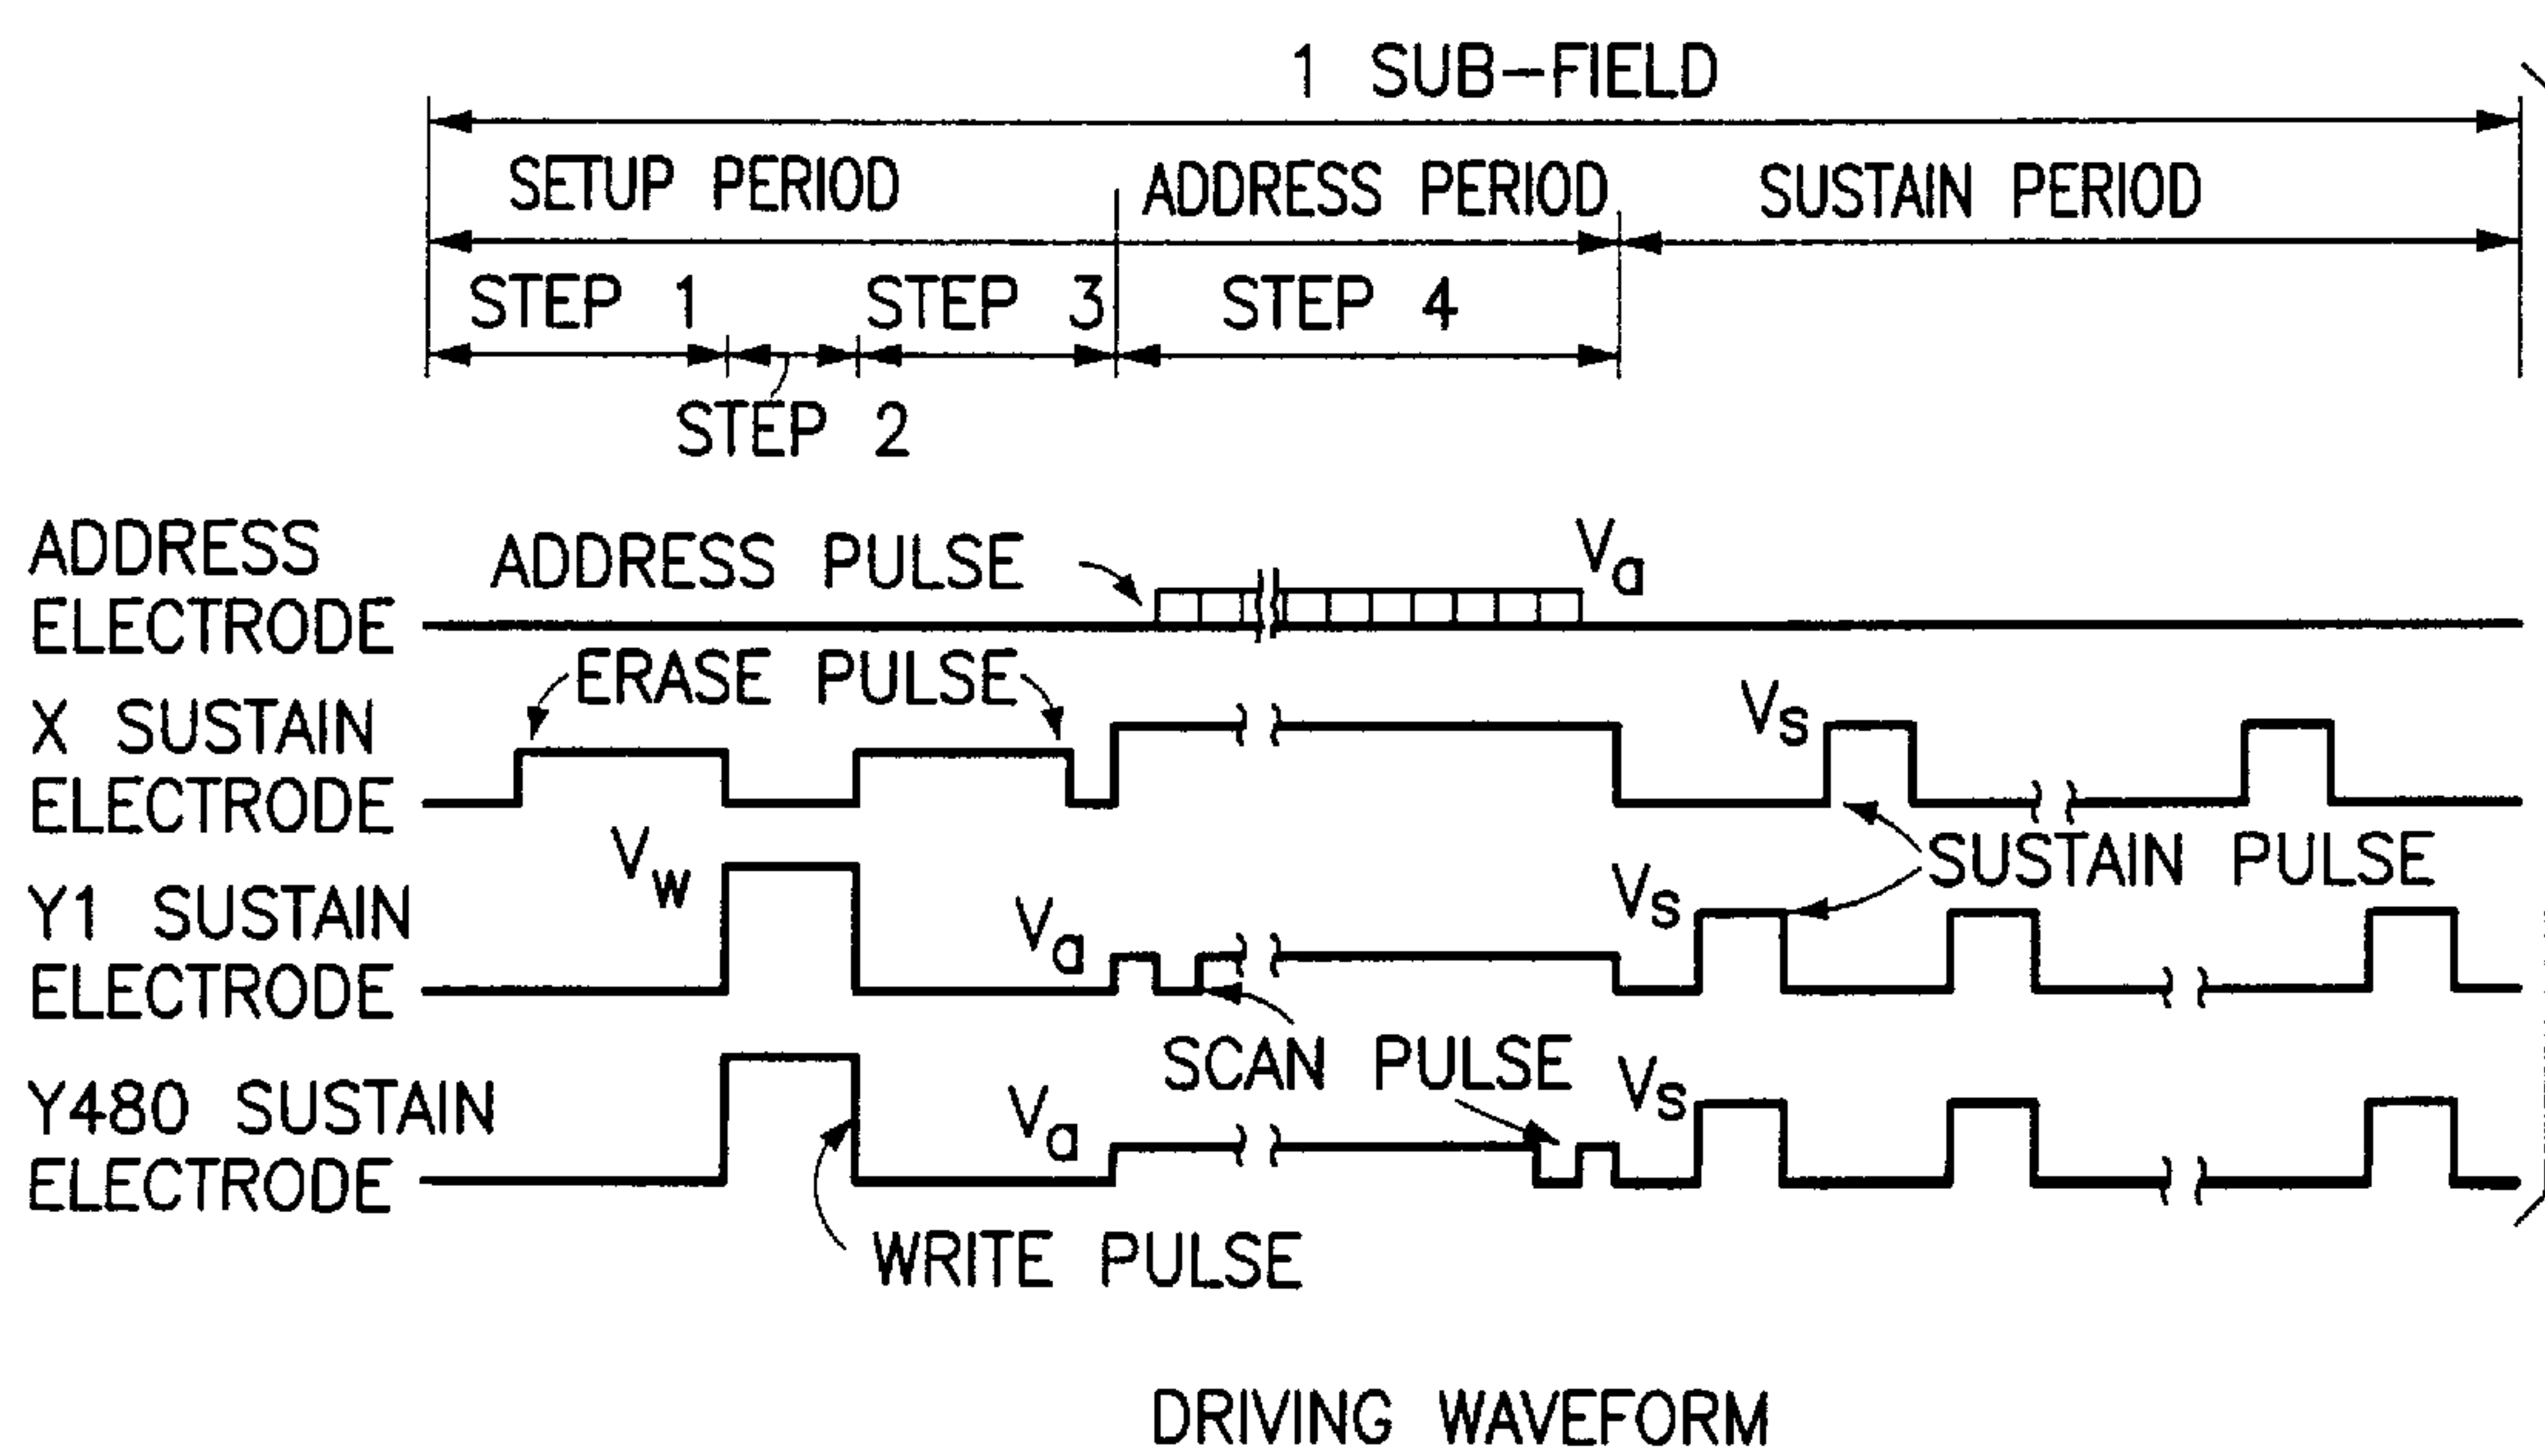 1 SUB-FIELD
SETUP PERIOD
ADDRESS PERIOD
SUSTAIN PERIOD
STEP 1
STEP 3
STEP 4
STEP 2
ADDRESS
ELECTRODE
ADDRESS PULSE
Va
ERASE PULSE
X SUSTAIN
ELECTRODE
Vs
SUSTAIN PULSE
Vw
Y1 SUSTAIN
ELECTRODE
Va
Vs
SCAN PULSE
Y480 SUSTAIN
ELECTRODE
Va
Vs
WRITE PULSE
DRIVING WAVEFORM